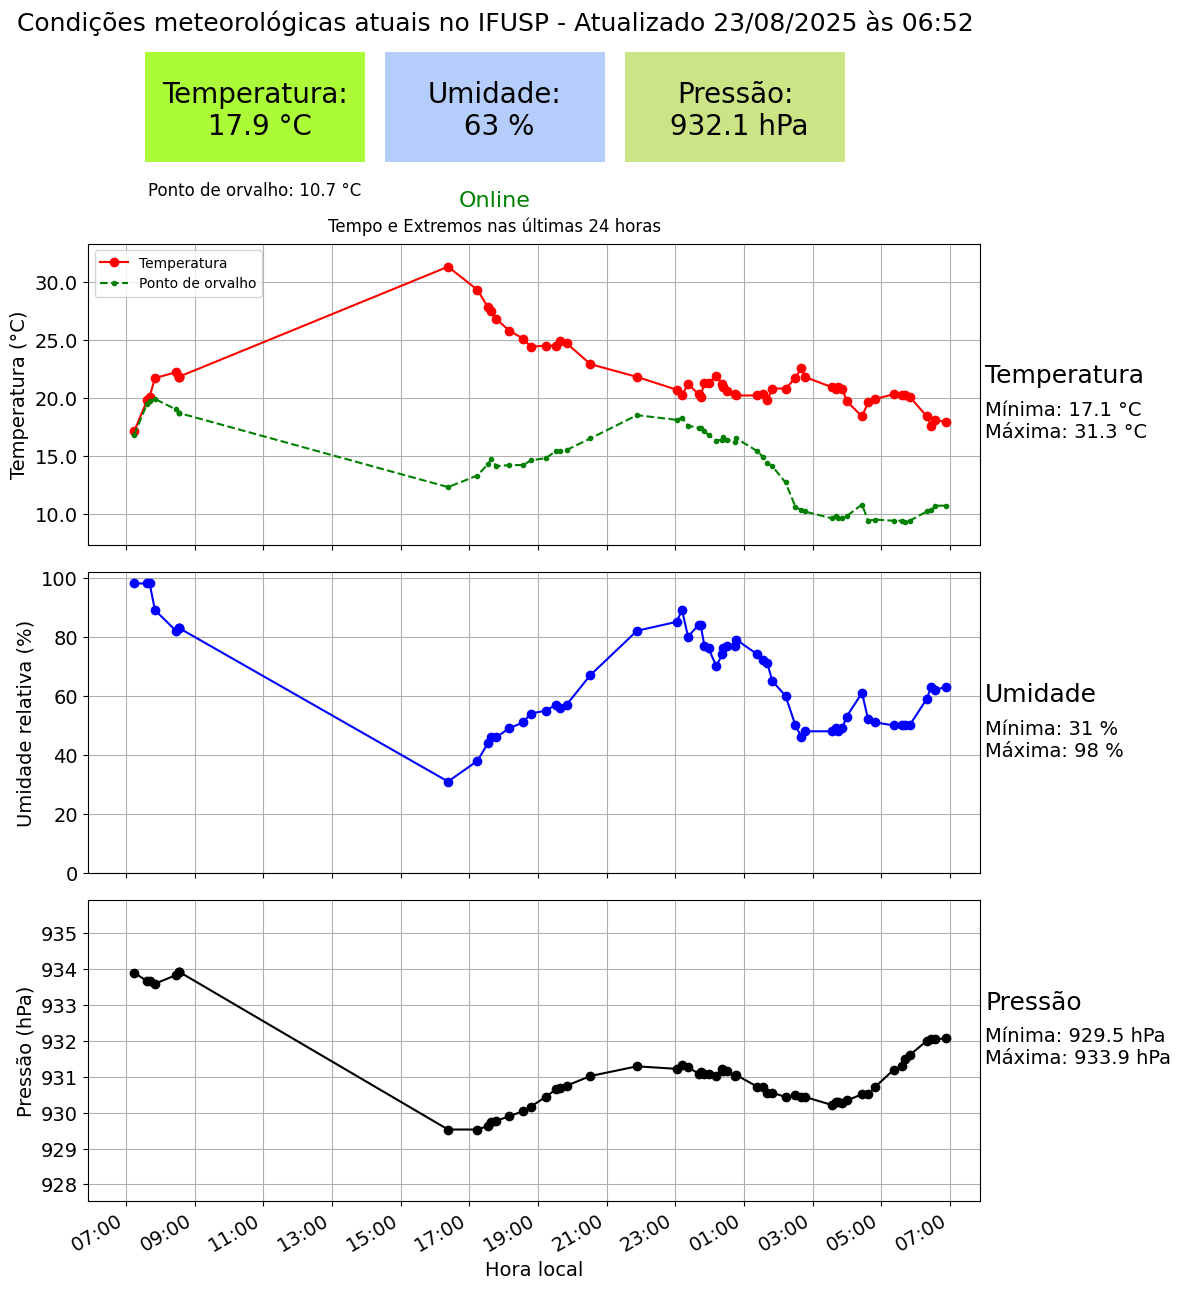 Condições meteorológicas atuais no IFUSP - Atualizado 23/08/2025 às 06:52
Temperatura:
17.9 °C
Umidade:
63 %
Pressão:
932.1 hPa
Ponto de orvalho: 10.7 °C
Online
Tempo e Extremos nas últimas 24 horas
Temperatura
Ponto de orvalho
Temperatura (°C)
30.0
25.0
20.0
15.0
10.0
Temperatura
Mínima: 17.1 °C
Máxima: 31.3 °C
Umidade relativa (%)
100
80
60
40
20
0
Umidade
Mínima: 31 %
Máxima: 98 %
Pressão (hPa)
935
934
933
932
931
930
929
928
Pressão
Mínima: 929.5 hPa
Máxima: 933.9 hPa
07:00 09:00 11:00 13:00 15:00 17:00 19:00 21:00 23:00 01:00 03:00 05:00 07:00
Hora local